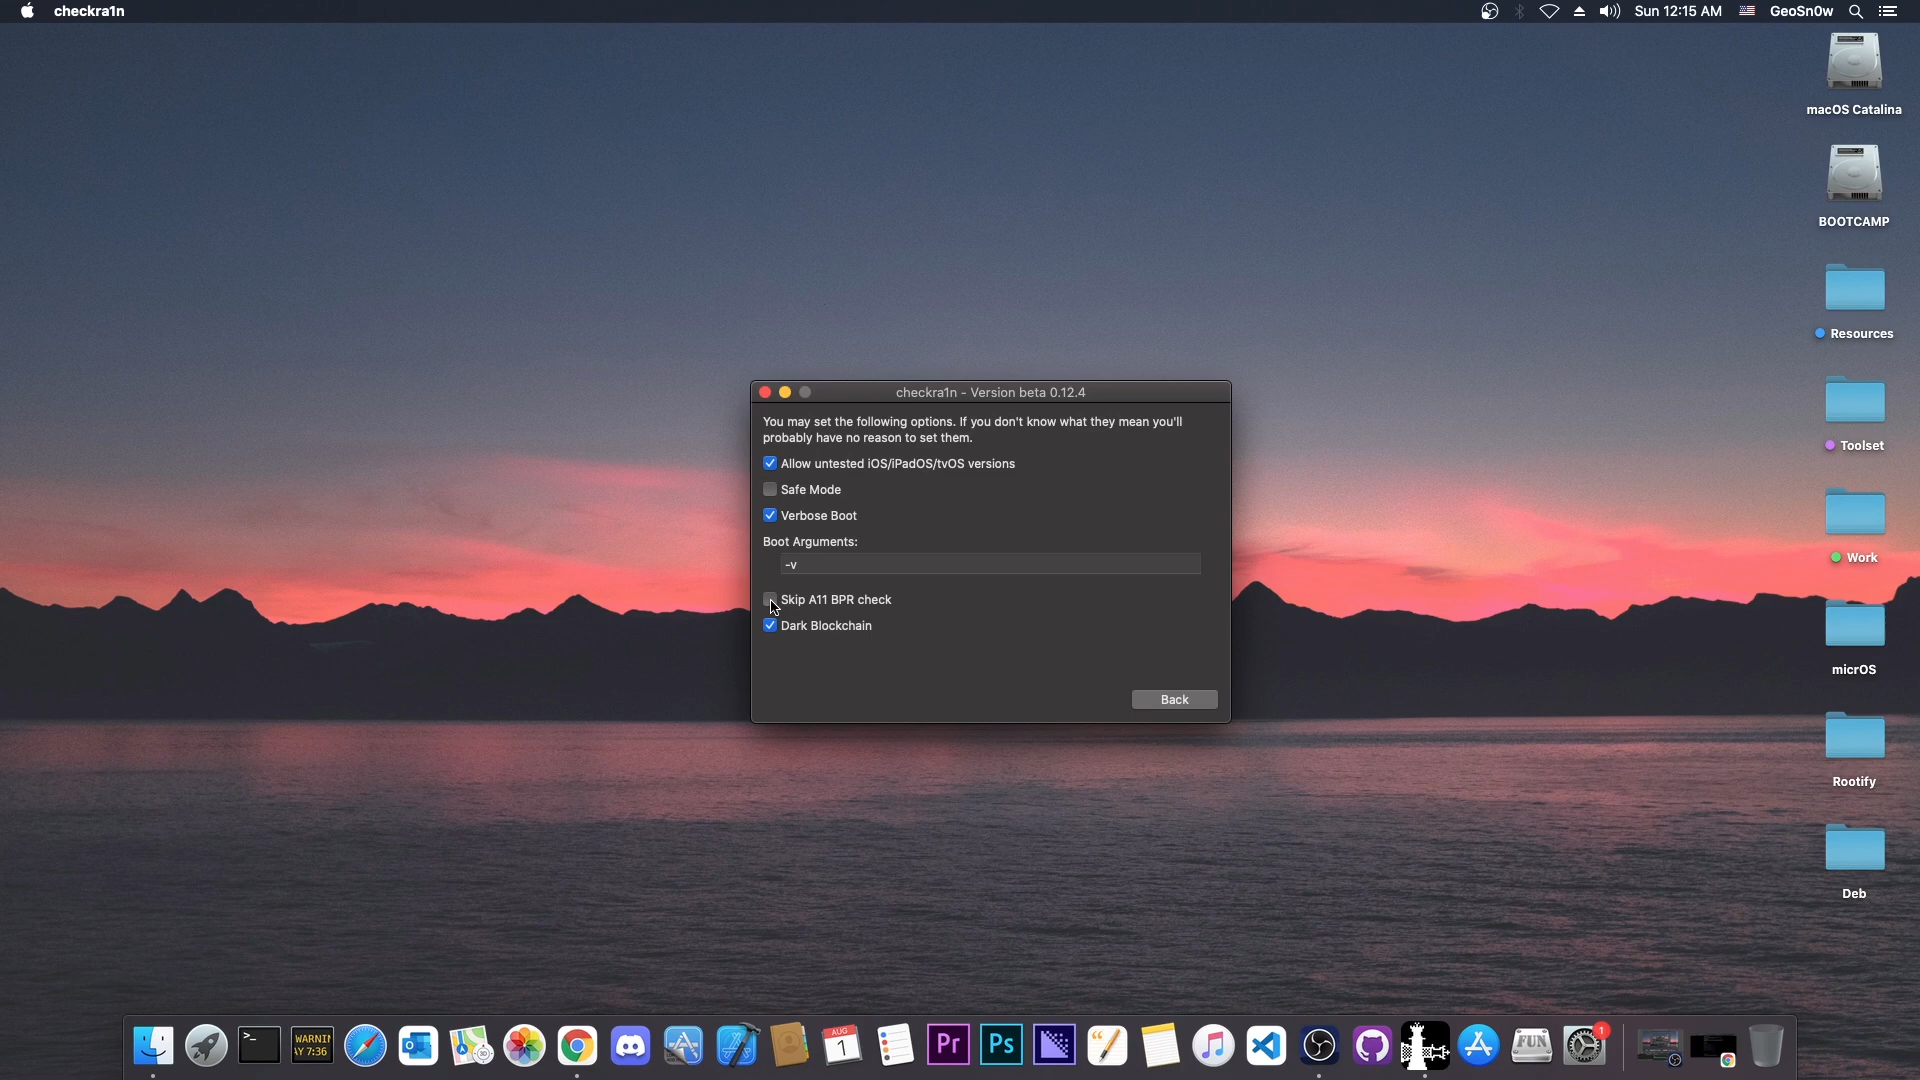 checkra1n
Sun 12:15 AM
GeoSn0w
macOS Catalina
BOOTCAMP
Resources
Toolset
Work
micrOS
Rootify
Deb
checkra1n - Version beta 0.12.4
You may set the following options. If you don't know what they mean you'll
probably have no reason to set them.
Allow untested iOS/iPadOS/tvOS versions
Safe Mode
Verbose Boot
Boot Arguments:
-v
Skip A11 BPR check
Dark Blockchain
Back
>_
WARNIN
AY 7:36
3D
AUG
1
Pr
Ps
FUN
1